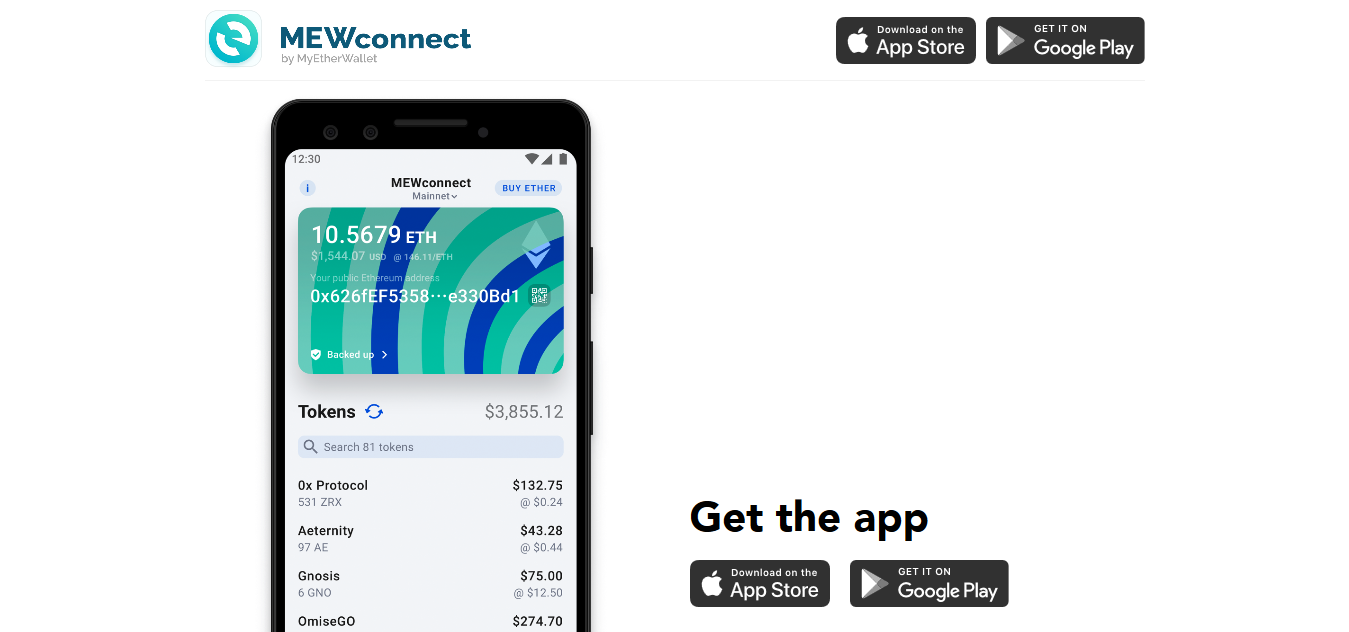 MEWconnect
by MyEtherWallet
Download on the
App Store
GET IT ON
Google Play
12:30
i
MEWconnect
Mainnet
BUY ETHER
10.5679 ETH
$1,544.07 USD @ 146.11/ETH
Your public Ethereum address
0x626fEF5358···e330Bd1
Backed up
Tokens
$3,855.12
Search 81 tokens
0x Protocol
$132.75
531 ZRX
@ $0.24
Aeternity
$43.28
97 AE
@ $0.44
Gnosis
$75.00
6 GNO
@ $12.50
OmiseGO
$274.70
Get the app
Download on the
App Store
GET IT ON
Google Play